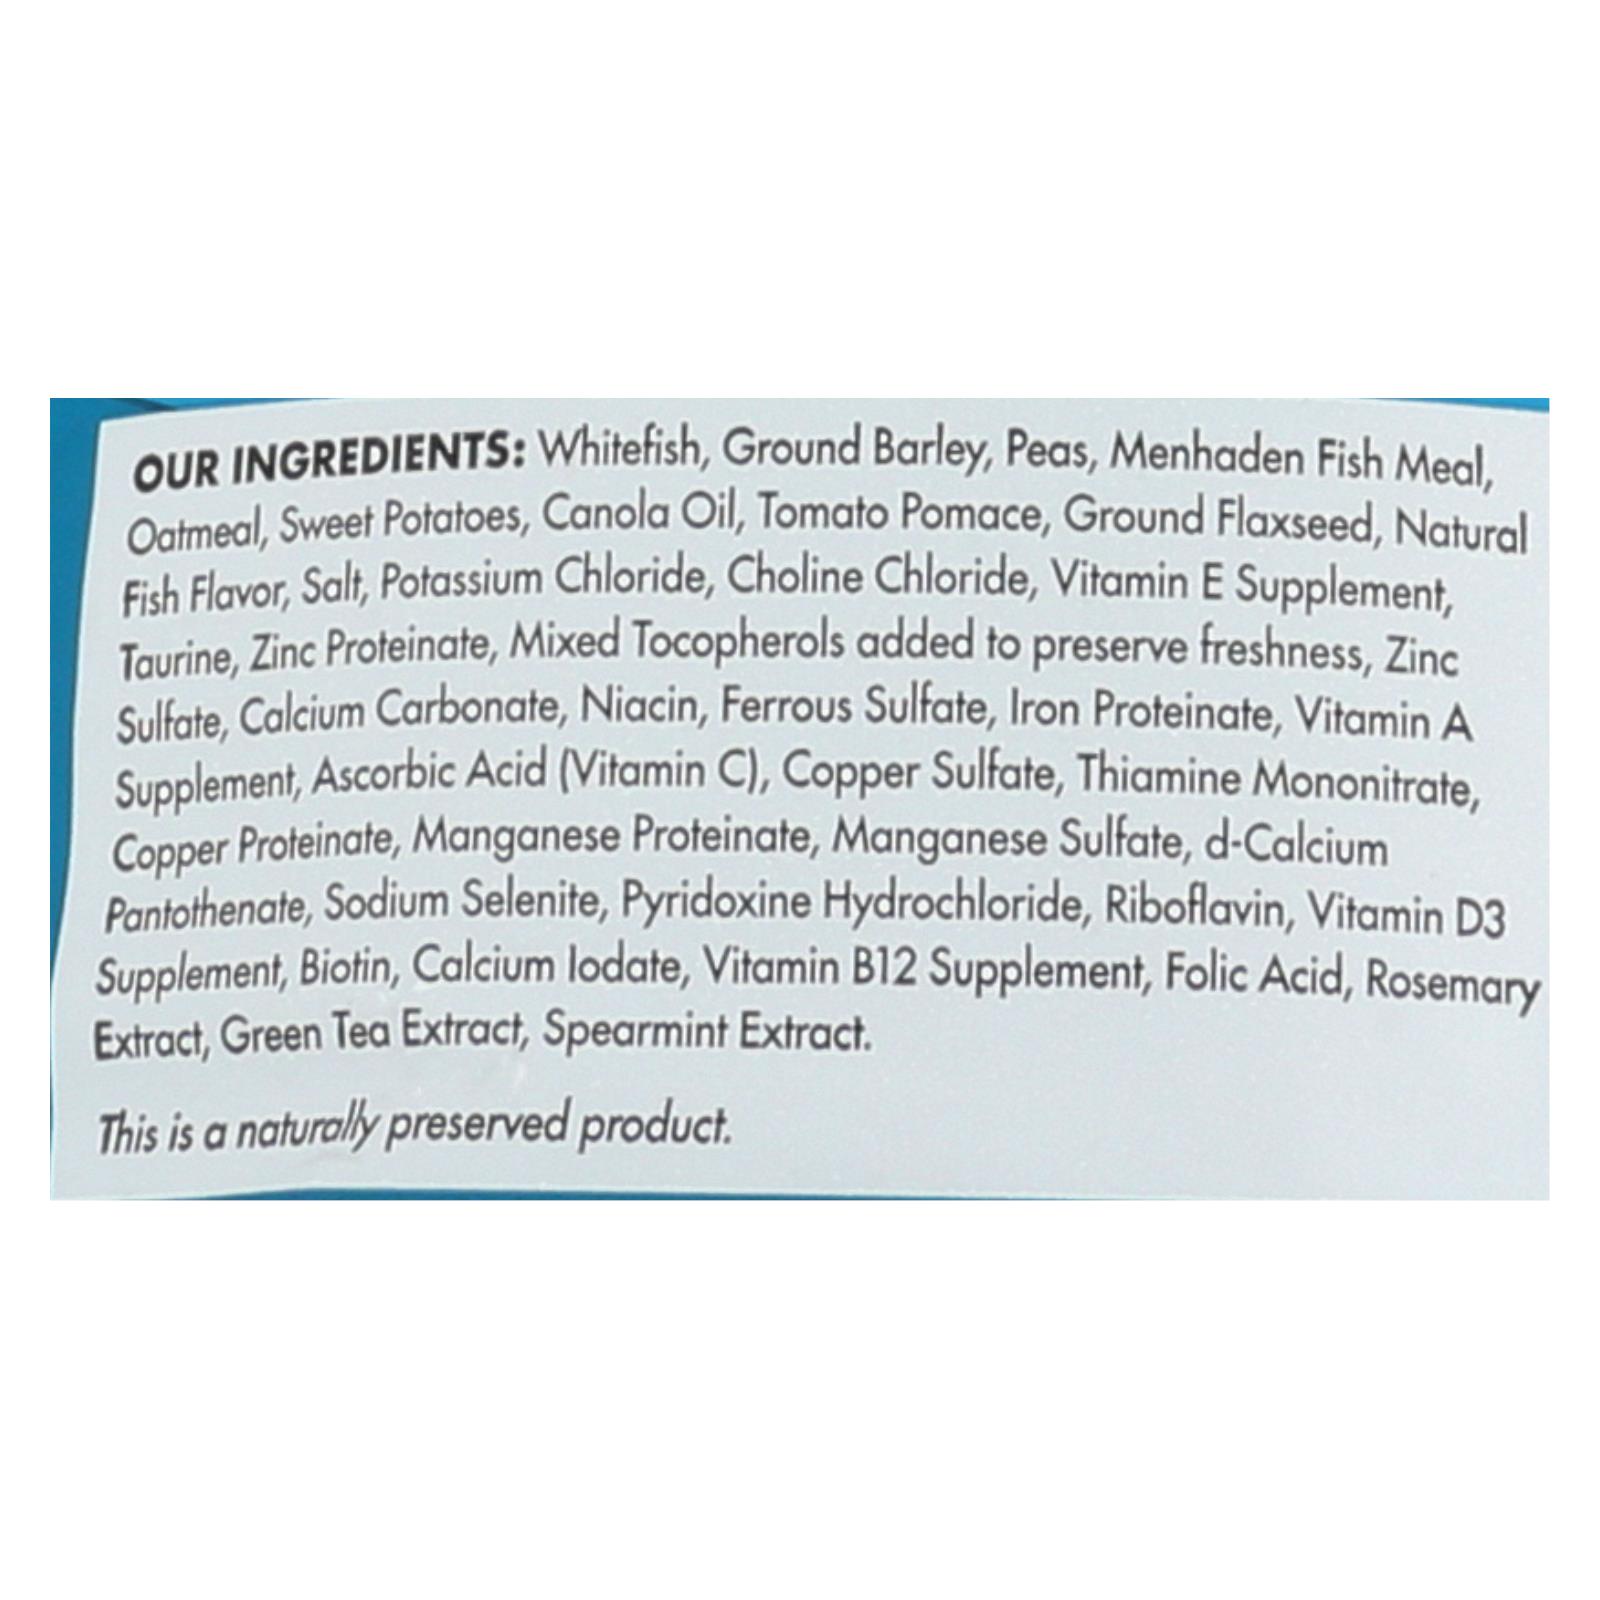 OUR INGREDIENTS: Whitefish, Ground Barley, Peas, Menhaden Fish Meal,
Oatmeal, Sweet Potatoes, Canola Oil, Tomato Pomace, Ground Flaxseed, Natural
Fish Flavor, Salt, Potassium Chloride, Choline Chloride, Vitamin E Supplement,
Taurine, Zinc Proteinate, Mixed Tocopherols added to preserve freshness, Zinc
Sulfate, Calcium Carbonate, Niacin, Ferrous Sulfate, Iron Proteinate, Vitamin A
Supplement, Ascorbic Acid (Vitamin C), Copper Sulfate, Thiamine Mononitrate,
Copper Proteinate, Manganese Proteinate, Manganese Sulfate, d-Calcium
Pantothenate, Sodium Selenite, Pyridoxine Hydrochloride, Riboflavin, Vitamin D3
Supplement, Biotin, Calcium Iodate, Vitamin B12 Supplement, Folic Acid, Rosemary
Extract, Green Tea Extract, Spearmint Extract.
This is a naturally preserved product.